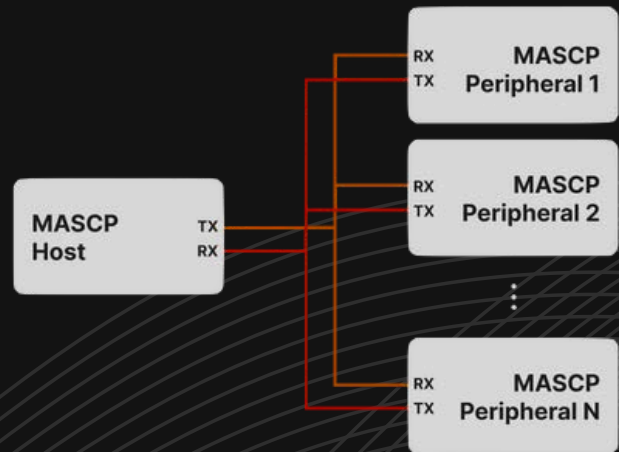 MASCP
Host
TX
RX
RX
TX
MASCP
Peripheral 1
RX
TX
MASCP
Peripheral 2
RX
TX
MASCP
Peripheral N